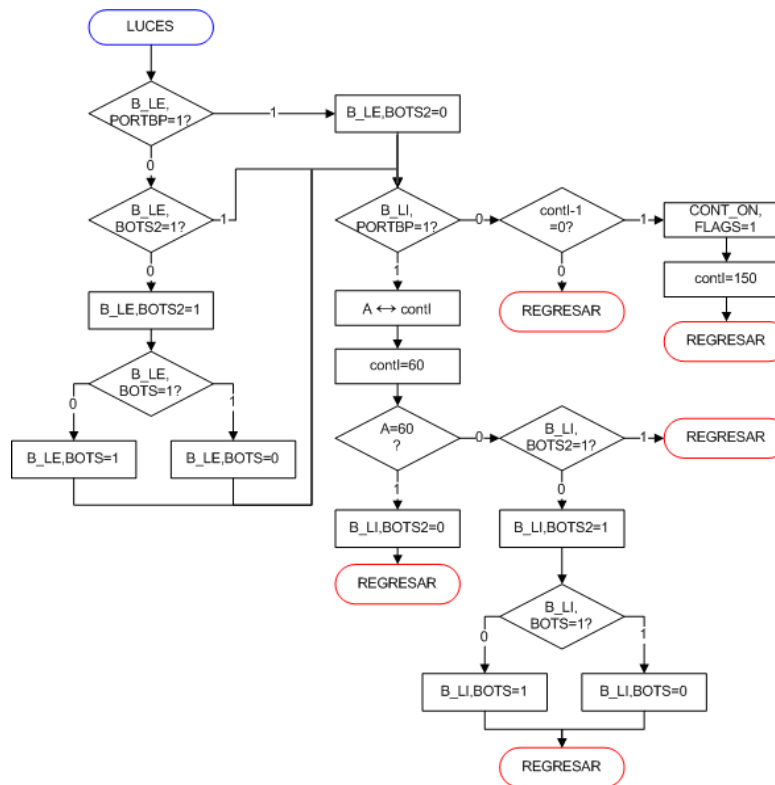 LUCES
B_LE,
PORTBP=1?
1
B_LE,BOTS2=0
0
B_LE,
BOTS2=1?
1
0
B_LE,BOTS2=1
B_LE,
BOTS=1?
0
1
B_LE,BOTS=1
B_LE,BOTS=0
B_LI,
PORTBP=1?
0
contI-1
=0?
1
CONT_ON,
FLAGS=1
contI=150
REGRESAR
0
REGRESAR
1
A ↔ contI
contI=60
A=60
?
0
B_LI,
BOTS2=1?
1
REGRESAR
1
B_LI,BOTS2=0
REGRESAR
0
B_LI,BOTS2=1
B_LI,
BOTS=1?
0
1
B_LI,BOTS=1
B_LI,BOTS=0
REGRESAR